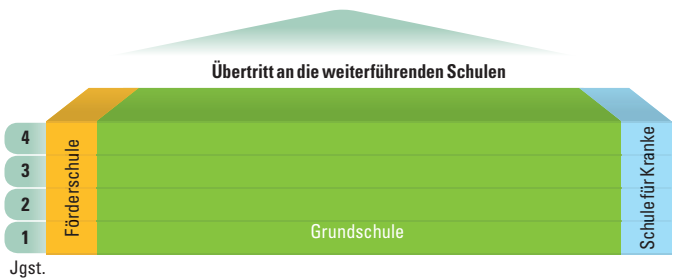 Übertritt an die weiterführenden Schulen
4
3
2
1
Jgst.
Förderschule
Grundschule
Schule für Kranke